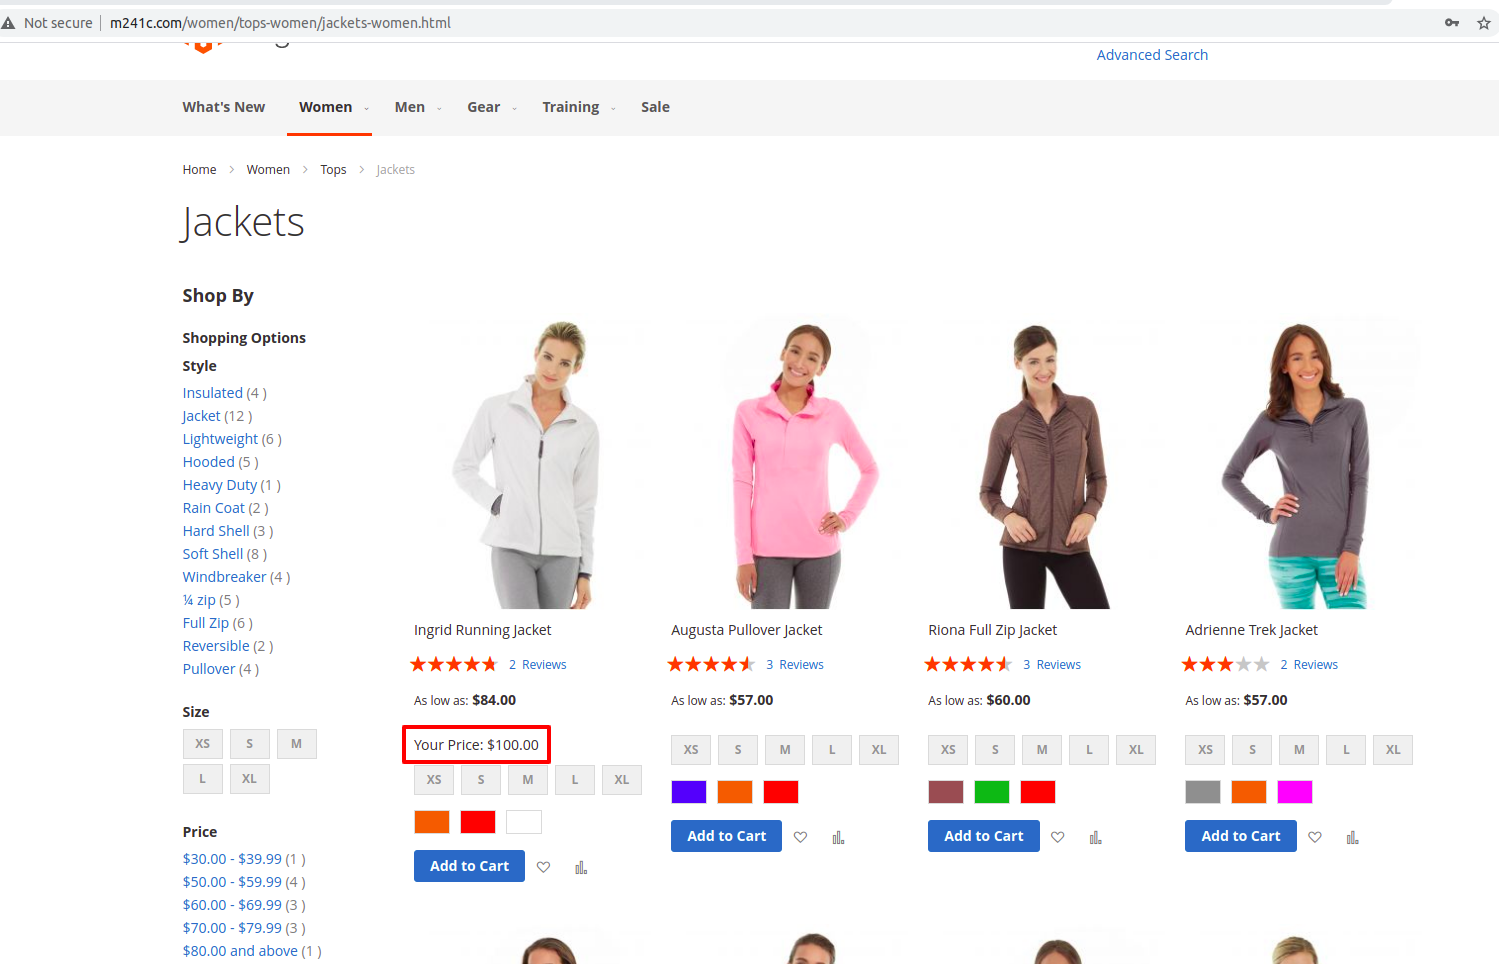 Not secure m241c.com/women/tops-women/jackets-women.html
Advanced Search
What's New Women Men Gear Training Sale
Home Women Tops Jackets
Jackets
Shop By
Shopping Options
Style
Insulated (4 )
Jacket (12 )
Lightweight (6 )
Hooded (5 )
Heavy Duty (1 )
Rain Coat (2 )
Hard Shell (3 )
Soft Shell (8 )
Windbreaker (4 )
¼ zip (5 )
Full Zip (6 )
Reversible (2 )
Pullover (4 )
Size
XS S M
L XL
Price
$30.00 - $39.99 (1 )
$50.00 - $59.99 (4 )
$60.00 - $69.99 (3 )
$70.00 - $79.99 (3 )
$80.00 and above (1 )
Ingrid Running Jacket
2 Reviews
As low as: $84.00
Your Price: $100.00
XS S M L XL
Add to Cart
Augusta Pullover Jacket
3 Reviews
As low as: $57.00
XS S M L XL
Add to Cart
Riona Full Zip Jacket
3 Reviews
As low as: $60.00
XS S M L XL
Add to Cart
Adrienne Trek Jacket
2 Reviews
As low as: $57.00
XS S M L XL
Add to Cart